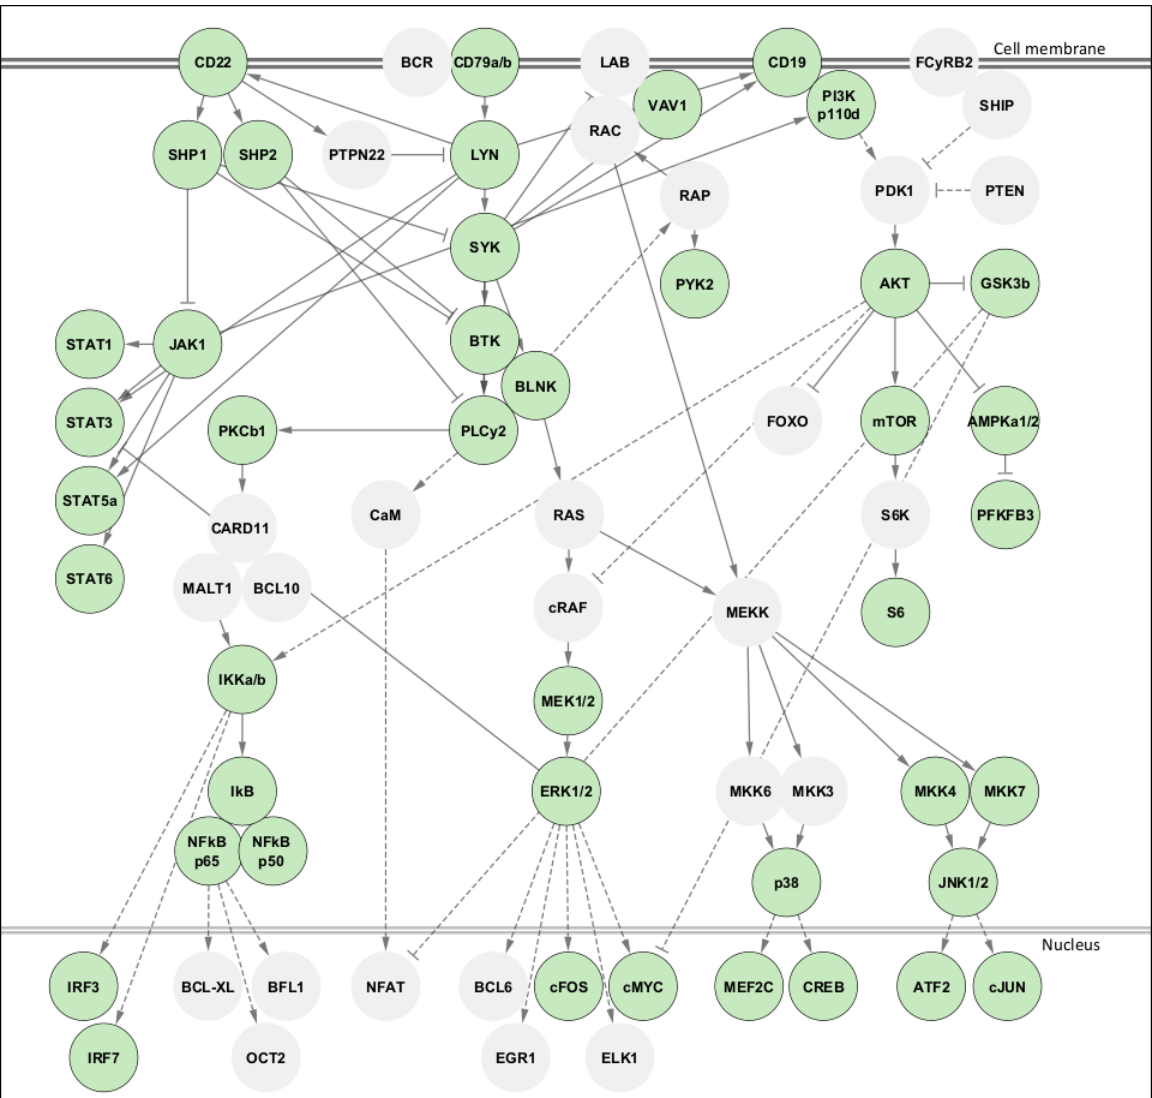 Cell membrane
CD22
BCR
CD79a/b
LAB
CD19
FCyRB2
VAV1
PI3K
p110d
SHIP
RAC
SHP1
SHP2
PTPN22
LYN
RAP
PDK1
PTEN
SYK
PYK2
AKT
GSK3b
STAT1
JAK1
BTK
BLNK
STAT3
PKCb1
PLCy2
FOXO
mTOR
AMPKa1/2
STAT5a
CARD11
CaM
RAS
S6K
PFKFB3
STAT6
MALT1
BCL10
cRAF
MEKK
S6
IKKa/b
MEK1/2
IkB
ERK1/2
MKK6
MKK3
MKK4
MKK7
NFkB
p65
NFkB
p50
p38
JNK1/2
Nucleus
IRF3
BCL-XL
BFL1
NFAT
BCL6
cFOS
cMYC
MEF2C
CREB
ATF2
cJUN
IRF7
OCT2
EGR1
ELK1